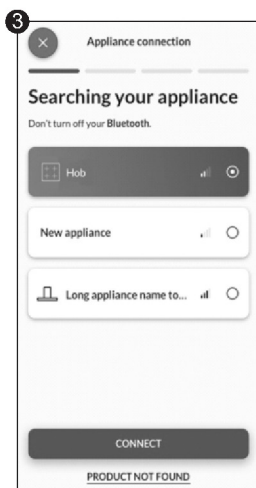 3
Appliance connection
Searching your appliance
Don't turn off your Bluetooth.
Hob
New appliance
Long appliance name to...
CONNECT
PRODUCT NOT FOUND